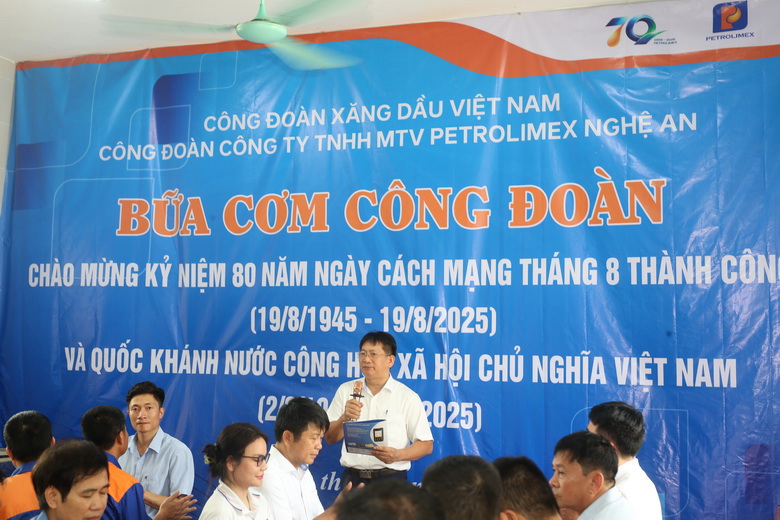 70
PETROLIMEX
CÔNG ĐOÀN XĂNG DẦU VIỆT NAM
CÔNG ĐOÀN CÔNG TY TNHH MTV PETROLIMEX NGHỆ AN
BỮA CƠM CÔNG ĐOÀN
CHÀO MỪNG KỶ NIỆM 80 NĂM NGÀY CÁCH MẠNG THÁNG 8 THÀNH CÔNG
(19/8/1945 - 19/8/2025)
VÀ QUỐC KHÁNH NƯỚC CỘNG H XÃ HỘI CHỦ NGHĨA VIỆT NAM
(2/ 2025)
th